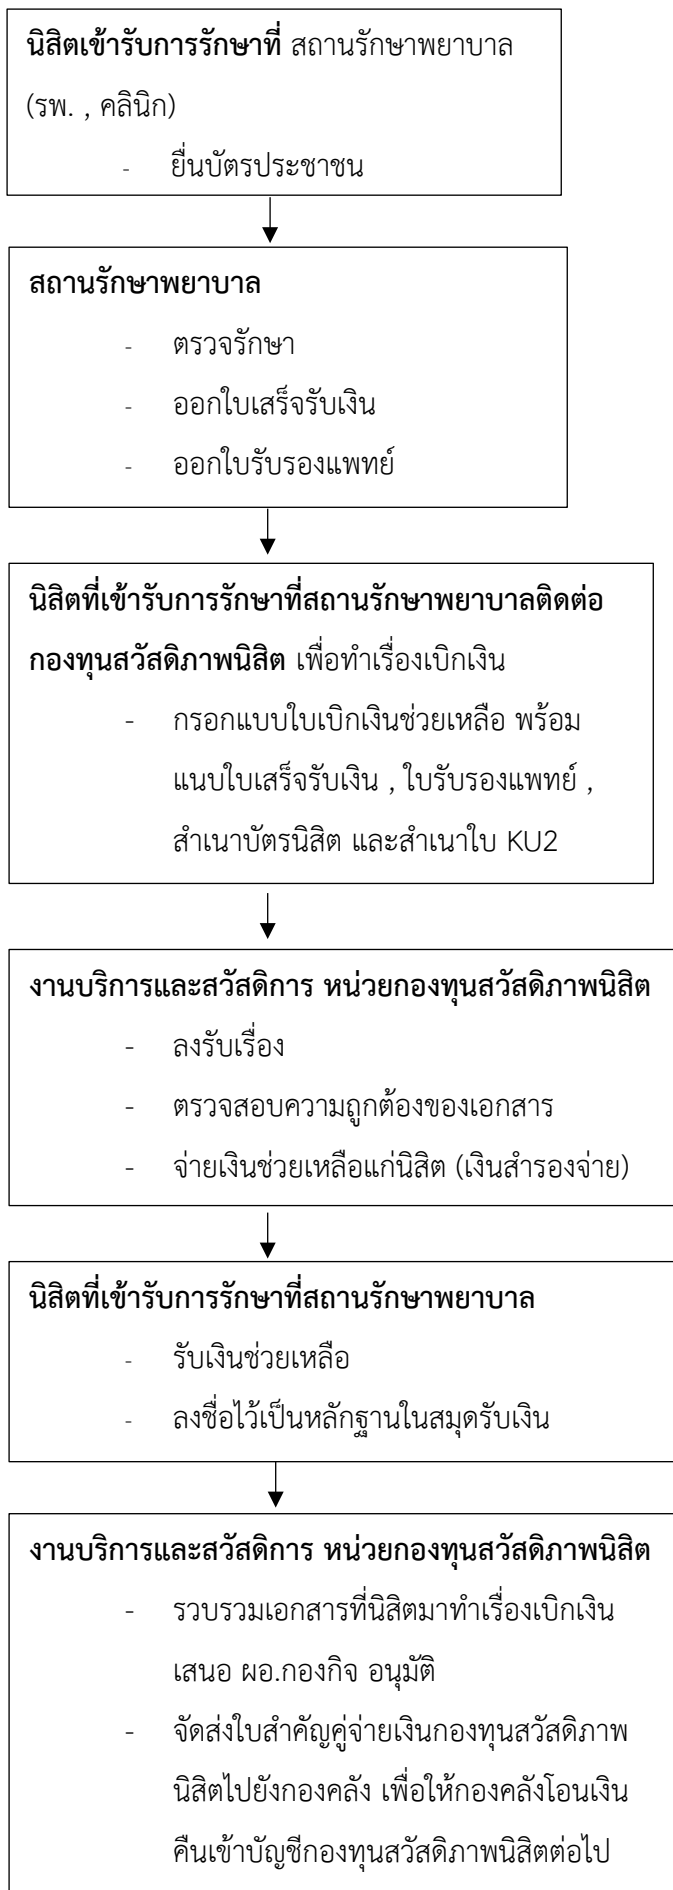 นิสิตเข้ารับการรักษาที่ สถานรักษาพยาบาล
(รพ. , คลินิก)
- ยื่นบัตรประชาชน
สถานรักษาพยาบาล
- ตรวจรักษา
- ออกใบเสร็จรับเงิน
- ออกใบรับรองแพทย์
นิสิตที่เข้ารับการรักษาที่สถานรักษาพยาบาลติดต่อ
กองทุนสวัสดิภาพนิสิต เพื่อทำเรื่องเบิกเงิน
- กรอกแบบใบเบิกเงินช่วยเหลือ พร้อม
แนบใบเสร็จรับเงิน , ใบรับรองแพทย์ ,
สำเนาบัตรนิสิต และสำเนาใบ KU2
งานบริการและสวัสดิการ หน่วยกองทุนสวัสดิภาพนิสิต
- ลงรับเรื่อง
- ตรวจสอบความถูกต้องของเอกสาร
- จ่ายเงินช่วยเหลือแก่นิสิต (เงินสำรองจ่าย)
นิสิตที่เข้ารับการรักษาที่สถานรักษาพยาบาล
- รับเงินช่วยเหลือ
- ลงชื่อไว้เป็นหลักฐานในสมุดรับเงิน
งานบริการและสวัสดิการ หน่วยกองทุนสวัสดิภาพนิสิต
- รวบรวมเอกสารที่นิสิตมาทำเรื่องเบิกเงิน
เสนอ ผอ.กองกิจ อนุมัติ
- จัดส่งใบสำคัญคู่จ่ายเงินกองทุนสวัสดิภาพ
นิสิตไปยังกองคลัง เพื่อให้กองคลังโอนเงิน
คืนเข้าบัญชีกองทุนสวัสดิภาพนิสิตต่อไป